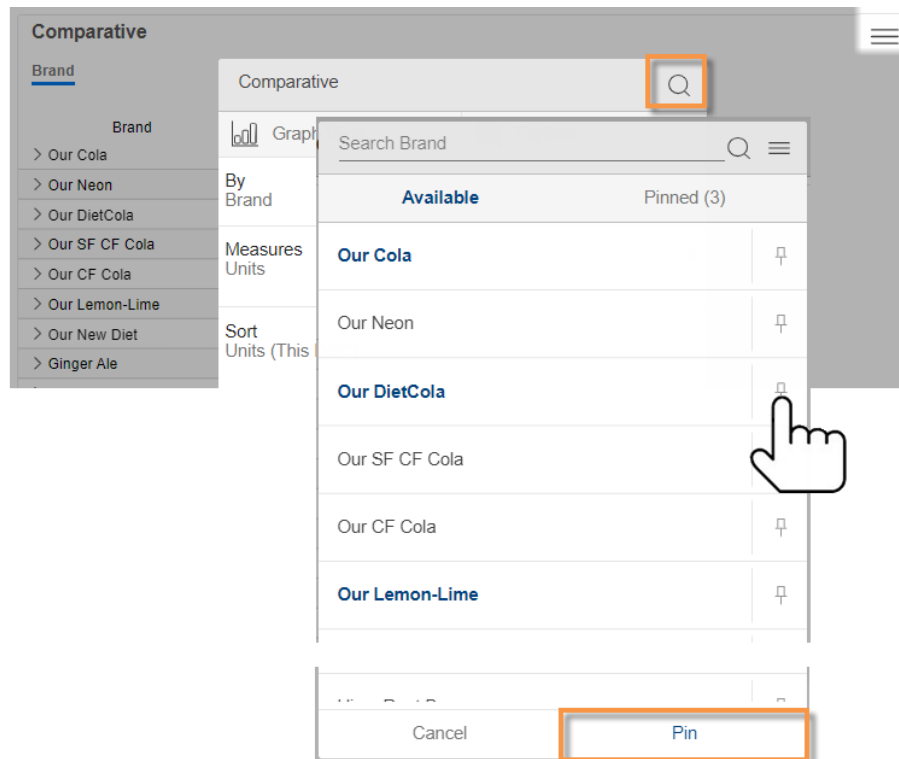 Comparative
Brand
Brand
> Our Cola
> Our Neon
> Our DietCola
> Our SF CF Cola
> Our CF Cola
> Our Lemon-Lime
> Our New Diet
> Ginger Ale
Comparative
Graph
By
Brand
Measures
Units
Sort
Units (This
Search Brand
Available Pinned (3)
Our Cola
Our Neon
Our DietCola
Our SF CF Cola
Our CF Cola
Our Lemon-Lime
Cancel Pin